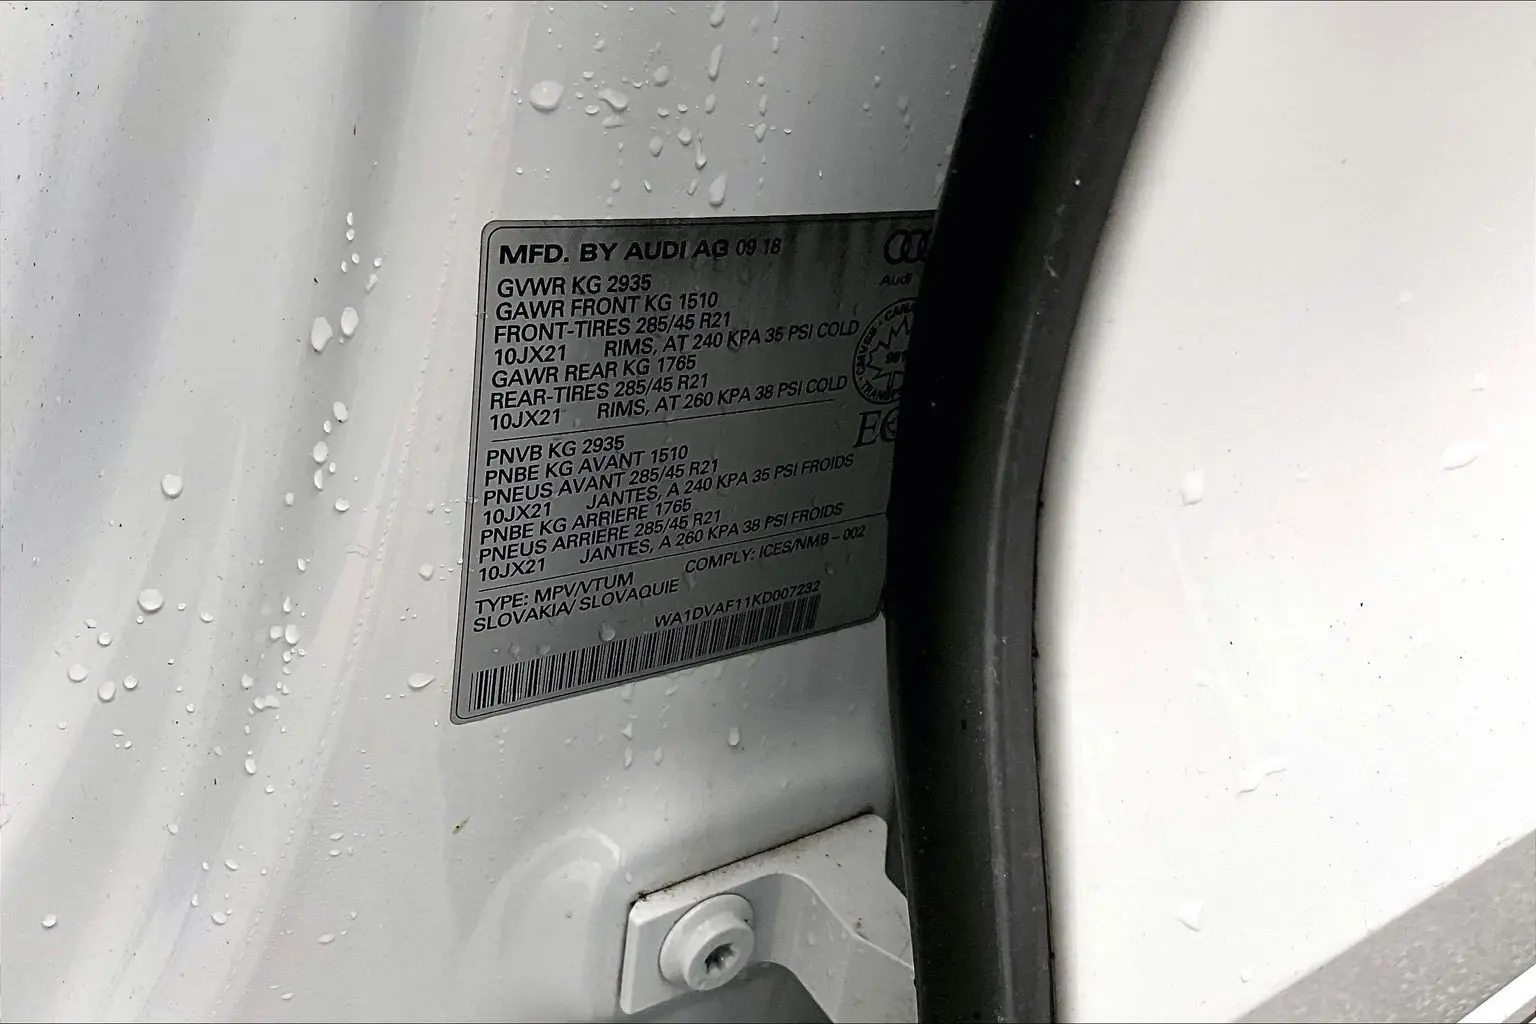 MFD. BY AUDI AG 09 18
Audi
GVWR KG 2935
GAWR FRONT KG 1510
FRONT-TIRES 285/45 R21
10JX21 RIMS, AT 240 KPA 35 PSI COLD
GAWR REAR KG 1765
REAR-TIRES 285/45 R21
10JX21 RIMS, AT 260 KPA 38 PSI COLD
PNVB KG 2935
PNBE KG AVANT 1510
PNEUS AVANT 285/45 R21
10JX21 JANTES, A 240 KPA 35 PSI FROIDS
PNBE KG ARRIERE 1765
PNEUS ARRIERE 285/45 R21
10JX21 JANTES, A 260 KPA 38 PSI FROIDS
TYPE: MPV/VTUM COMPLY: ICES/NMB-002
SLOVAKIA/ SLOVAQUIE
WA1DVAF11KD007232